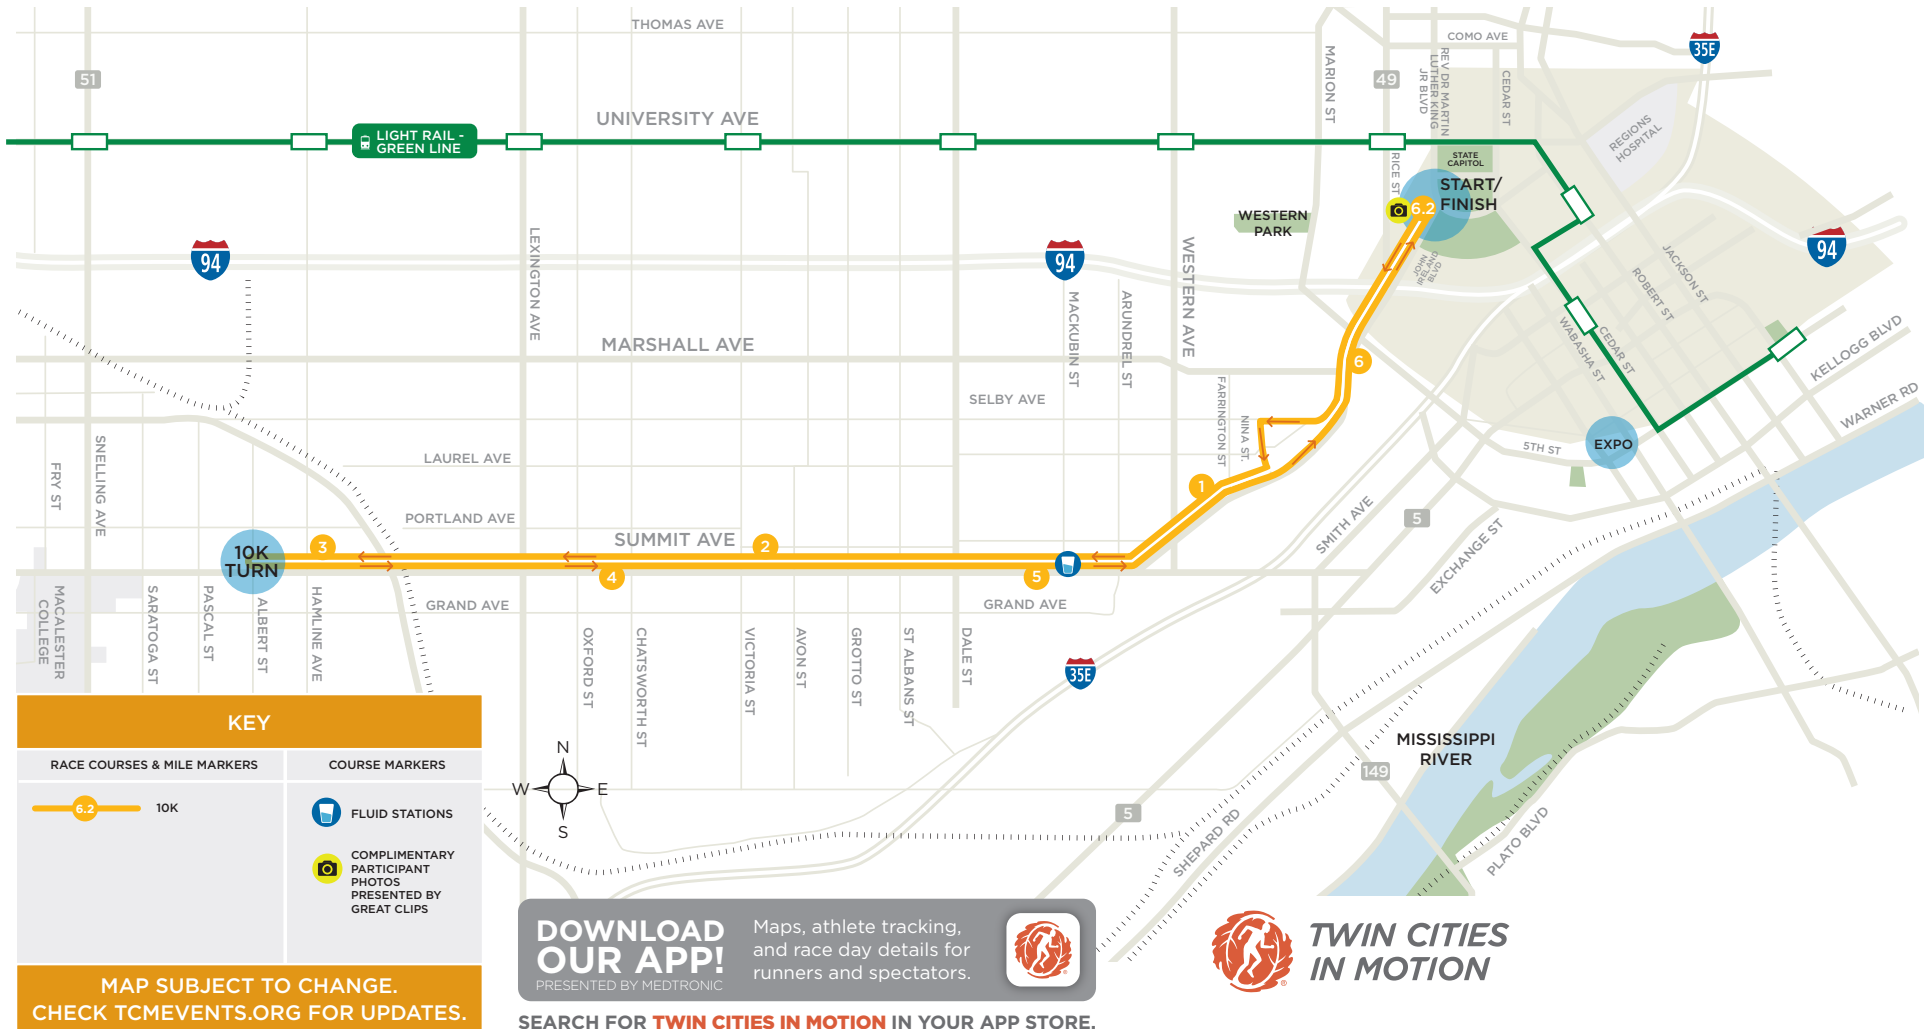 THOMAS AVE
COMO AVE
35E
51
MARION ST
49
REV DR MARTIN
LUTHER KING
JR BLVD
CEDAR ST
UNIVERSITY AVE
LIGHT RAIL -
GREEN LINE
REGIONS
HOSPITAL
STATE
CAPITOL
RICE ST
START/
FINISH
6.2
WESTERN
PARK
94
LEXINGTON AVE
94
WESTERN AVE
JOHN
IRELAND
BLVD
JACKSON ST
94
ROBERT ST
MACKUBIN ST
ARUNDREL ST
MARSHALL AVE
WABASHA ST
CEDAR ST
KELLOGG BLVD
6
FARRINGTON ST
SELBY AVE
NINA ST.
WARNER RD
SNELLING AVE
FRY ST
LAUREL AVE
5TH ST
EXPO
1
PORTLAND AVE
SMITH AVE
5
SUMMIT AVE
10K
TURN
3
2
4
5
EXCHANGE ST
MACALESTER
COLLEGE
SARATOGA ST
PASCAL ST
ALBERT ST
HAMLINE AVE
GRAND AVE
GRAND AVE
OXFORD ST
CHATSWORTH ST
VICTORIA ST
AVON ST
GROTTO ST
ST ALBANS ST
DALE ST
35E
KEY
RACE COURSES & MILE MARKERS
COURSE MARKERS
6.2
10K
FLUID STATIONS
COMPLIMENTARY
PARTICIPANT
PHOTOS
PRESENTED BY
GREAT CLIPS
MAP SUBJECT TO CHANGE.
CHECK TCMEVENTS.ORG FOR UPDATES.
N
W
E
S
MISSISSIPPI
RIVER
149
5
SHEPARD RD
PLATO BLVD
DOWNLOAD
OUR APP!
PRESENTED BY MEDTRONIC
Maps, athlete tracking,
and race day details for
runners and spectators.
SEARCH FOR TWIN CITIES IN MOTION IN YOUR APP STORE.
TWIN CITIES
IN MOTION
®